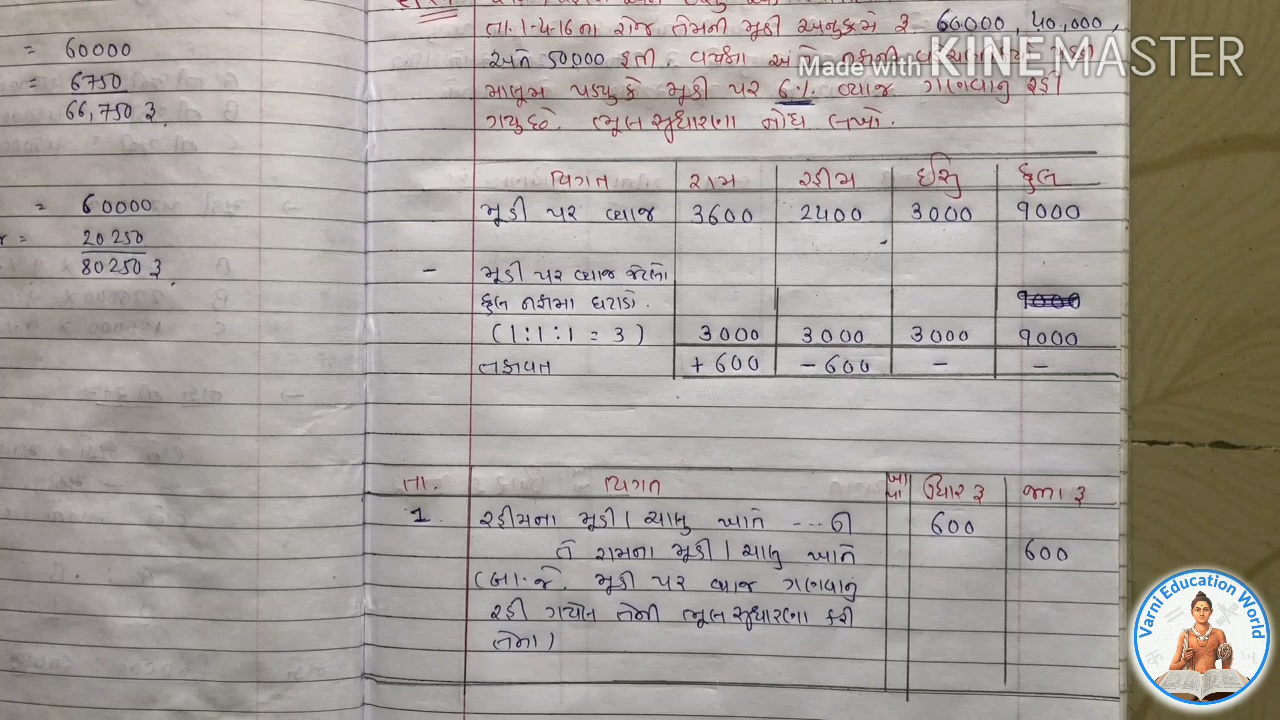 = 60000
= 6750
66,750 રૂ
= 60000
= 20250
80250 રૂ
તા. 1-4-16 ના રોજ તેમની મૂડી અનુક્રમે રૂ 60000, 40,000,
અને 50000 હતી. વર્ષના અંતે નફાની
માલૂમ પડ્યુ કે મૂડી પર 6% વ્યાજ ગણવાનુ રહી
ગયુ છે. ભૂલ સુધારણા નોધ લખો.
Made with KINEMASTER
વિગત રામ રહીમ ઈસુ કુલ
મૂડી પર વ્યાજ 3600 2400 3000 9000
- મૂડી પર વ્યાજ જેટલો
કુલ નફામા ઘટાડો. 9000
(1:1:1 = 3) 3000 3000 3000 9000
તફાવત +600 -600 - -
તા. વિગત ખા પા ઉધાર રૂ જમા રૂ
1. રહીમના મૂડી / ચાલુ ખાતે ...ઉ 600
તે રામના મૂડી / ચાલુ ખાતે 600
(બા.જે. મૂડી પર વ્યાજ ગણવાનુ
રહી ગયેલ તેની ભૂલ સુધારણા કરી
તેના)
Varni Education World